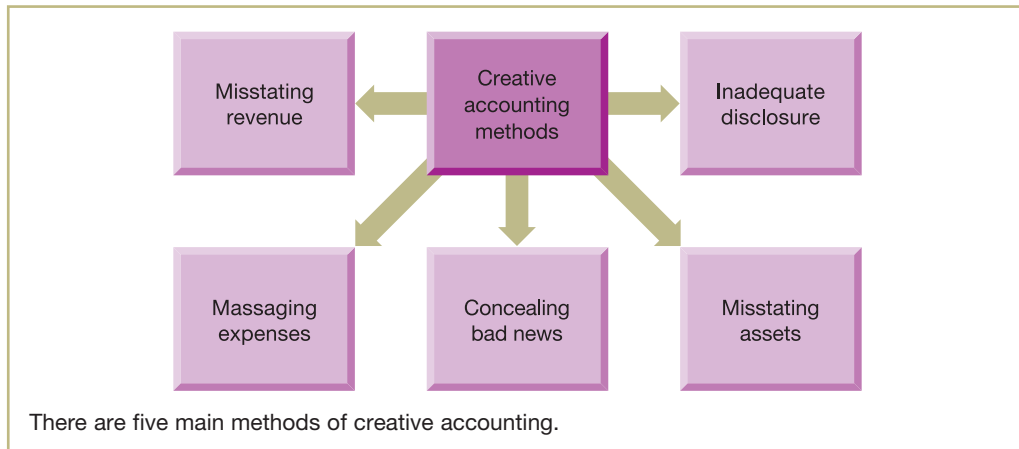 Misstating
revenue
Creative
accounting
methods
Inadequate
disclosure
Massaging
expenses
Concealing
bad news
Misstating
assets
There are five main methods of creative accounting.